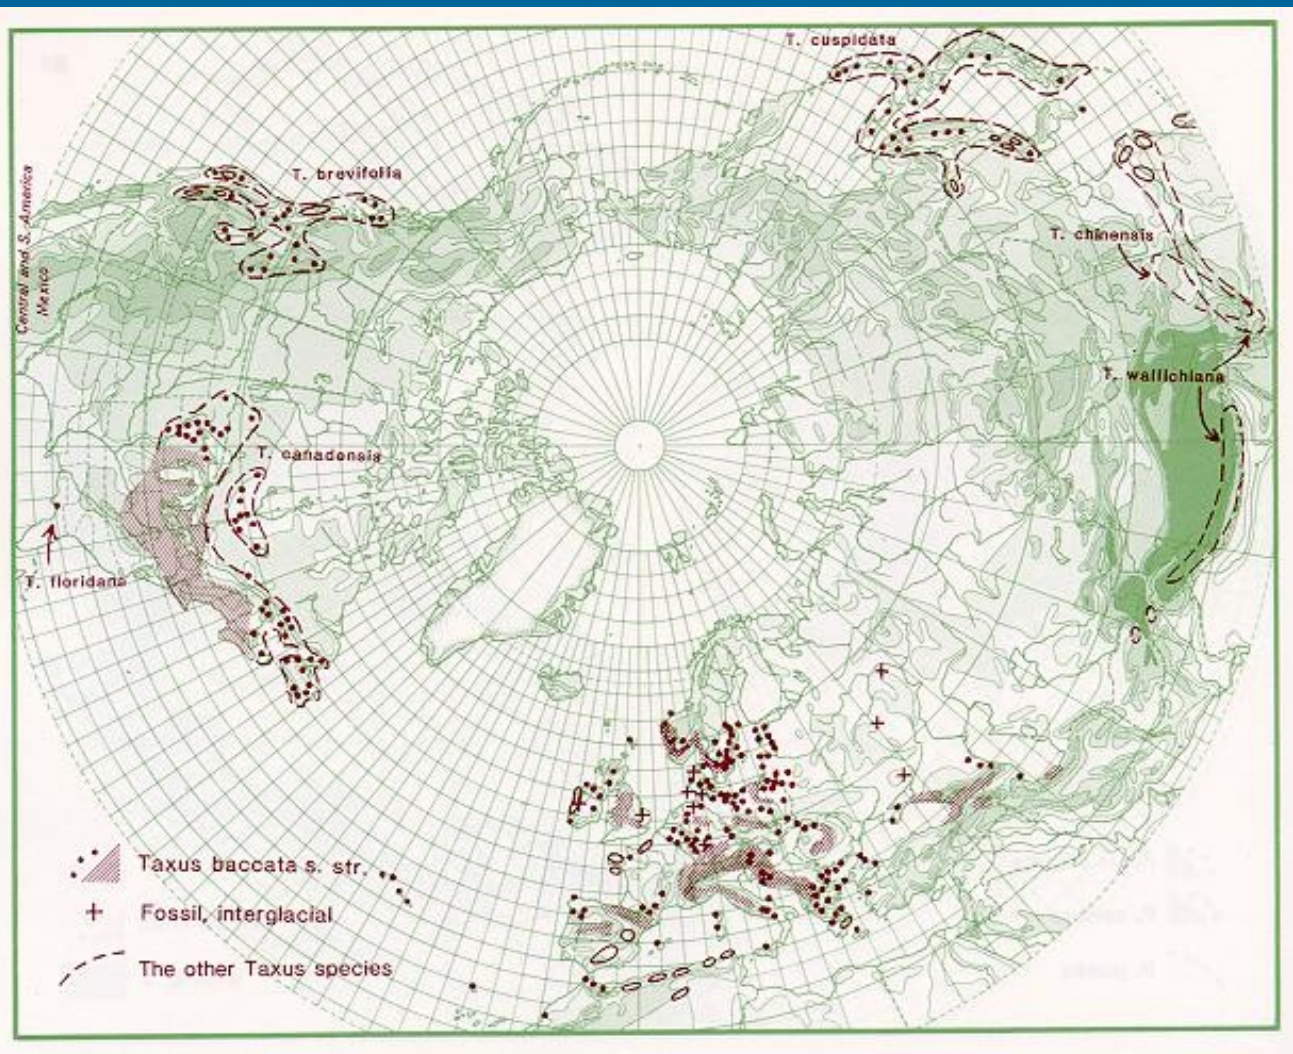 T. cuspidata
T. brevifolia
Central and S. America
Mexico
T. chinensis
T. wallichiana
T. canadensis
T. floridana
Taxus baccata s. str.
Fossil, interglacial
The other Taxus species